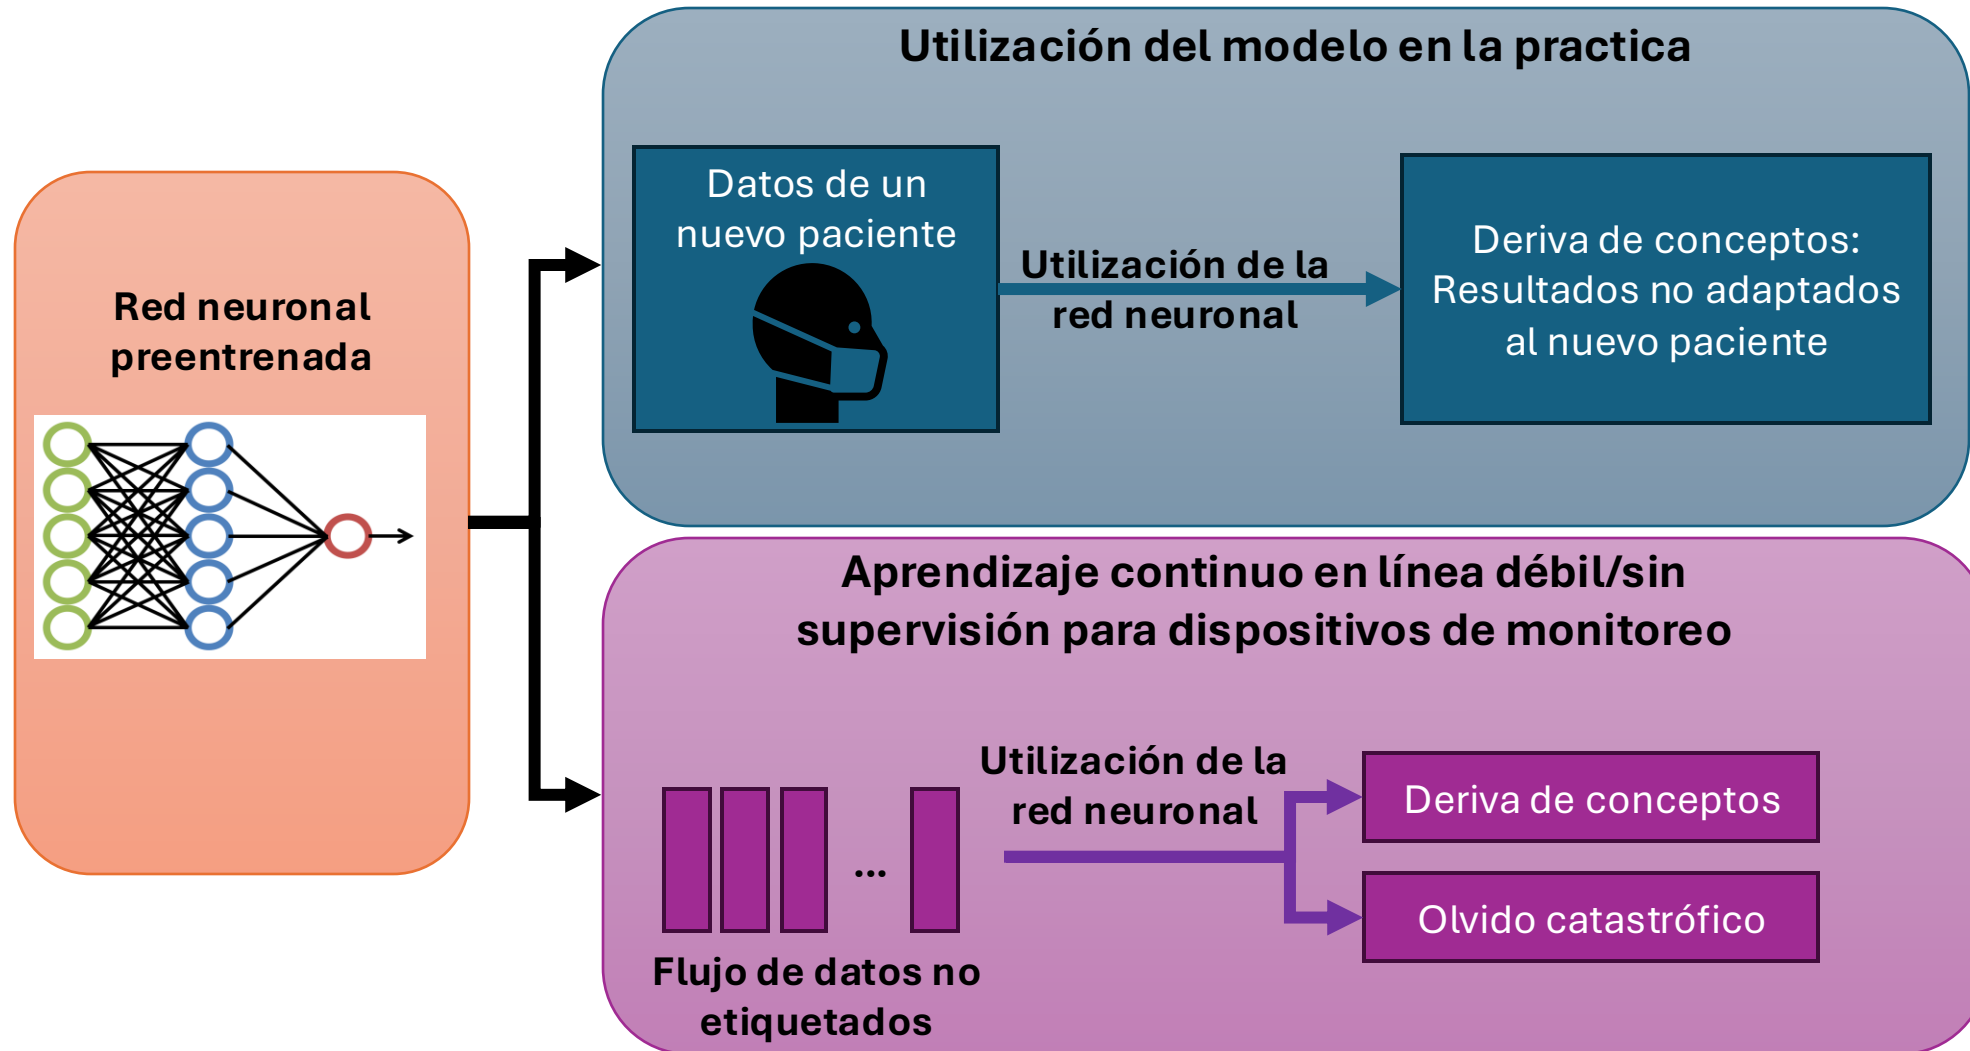 Red neuronal
preentrenada
Utilización del modelo en la practica
Datos de un
nuevo paciente
Utilización de la
red neuronal
Deriva de conceptos:
Resultados no adaptados
al nuevo paciente
Aprendizaje continuo en línea débil/sin
supervisión para dispositivos de monitoreo
...
Flujo de datos no
etiquetados
Utilización de la
red neuronal
Deriva de conceptos
Olvido catastrófico